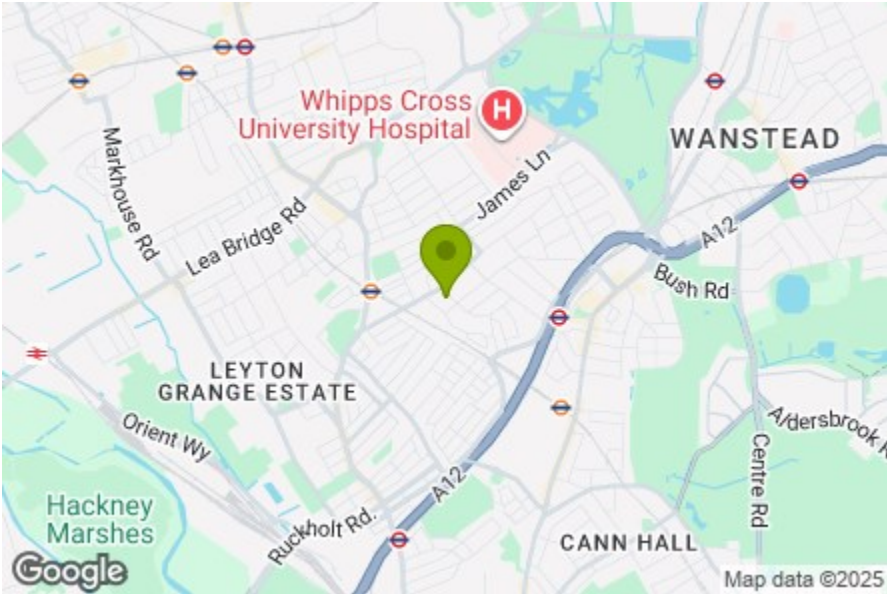 Whipps Cross
University Hospital
H
WANSTEAD
James Ln
Markhouse Rd
Lea Bridge Rd
A12
Bush Rd
LEYTON
GRANGE ESTATE
Orient Wy
Aldersbrook R
Centre Rd
A12
Hackney
Marshes
Ruckholt Rd.
CANN HALL
Google
Map data ©2025